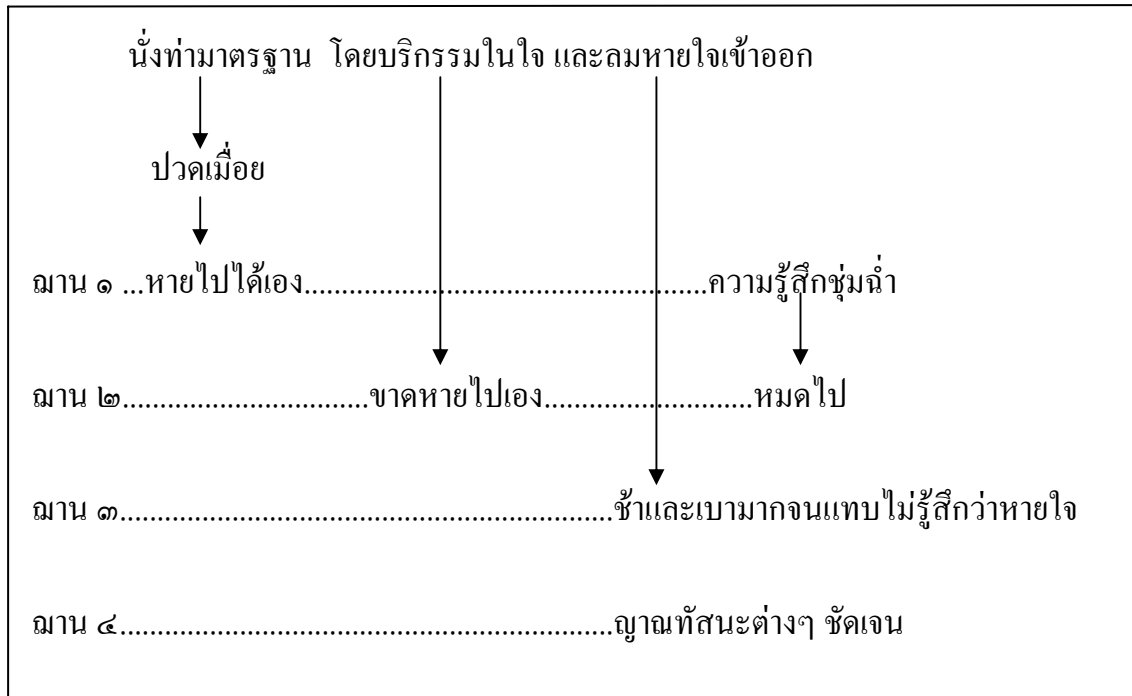 นั่งท่ามาตรฐาน โดยบริกรรมในใจ และลมหายใจเข้าออก
ปวดเมื่อย
ฌาน ๑ ...หายไปได้เอง......................................................ความรู้สึกชุ่มฉ่ำ
ฌาน ๒.................................ขาดหายไปเอง............................หมดไป
ฌาน ๓..................................................................ช้าและเบามากจนแทบไม่รู้สึกว่าหายใจ
ฌาน ๔..................................................................ญาณทัสนะต่างๆ ชัดเจน